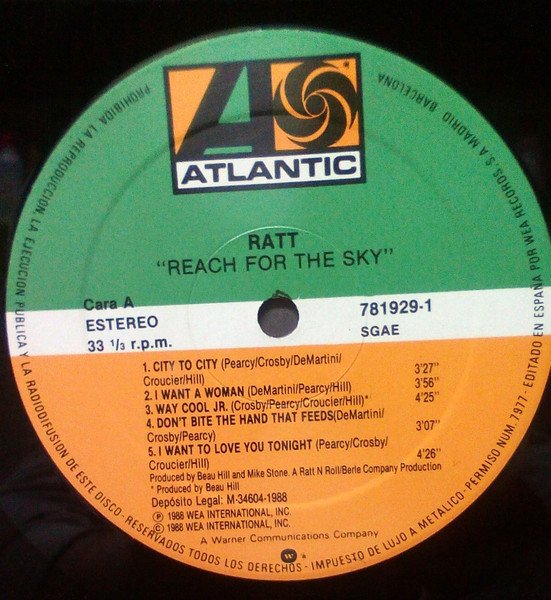 ATLANTIC
RATT
"REACH FOR THE SKY"
Cara A
ESTEREO
33 1/3 r.p.m.
781929-1
SGAE
1. CITY TO CITY (Pearcy/Crosby/DeMartini/
Croucier/Hill) 3'27"
2. I WANT A WOMAN (DeMartini/Pearcy/Hill) 3'56"
3. WAY COOL JR. (Crosby/Pearcy/Croucier/Hill)* 4'25"
4. DON'T BITE THE HAND THAT FEEDS(DeMartini/
Crosby/Pearcy) 3'07"
5. I WANT TO LOVE YOU TONIGHT (Pearcy/Crosby/
Croucier/Hill) 4'26"
Produced by Beau Hill and Mike Stone. A Ratt N Roll/Berle Company Production
* Produced by Beau Hill
Depósito Legal: M-34604-1988
℗ 1988 WEA INTERNATIONAL, INC.
© 1988 WEA INTERNATIONAL, INC.
A Warner Communications Company
PROHIBIDA LA REPRODUCCION, LA EJECUCION PUBLICA Y LA RADIODIFUSION DE ESTE DISCO - RESERVADOS TODOS LOS DERECHOS - IMPUESTO DE LUJO A METALICO - PERMISO NUM. 7977 - EDITADO EN ESPAÑA POR WEA RECORDS, S.A MADRID BARCELONA